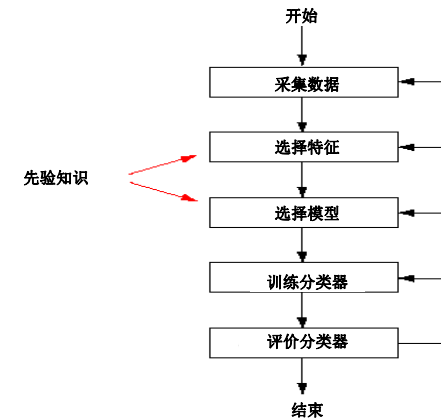 开始
采集数据
选择特征
先验知识
选择模型
训练分类器
评价分类器
结束